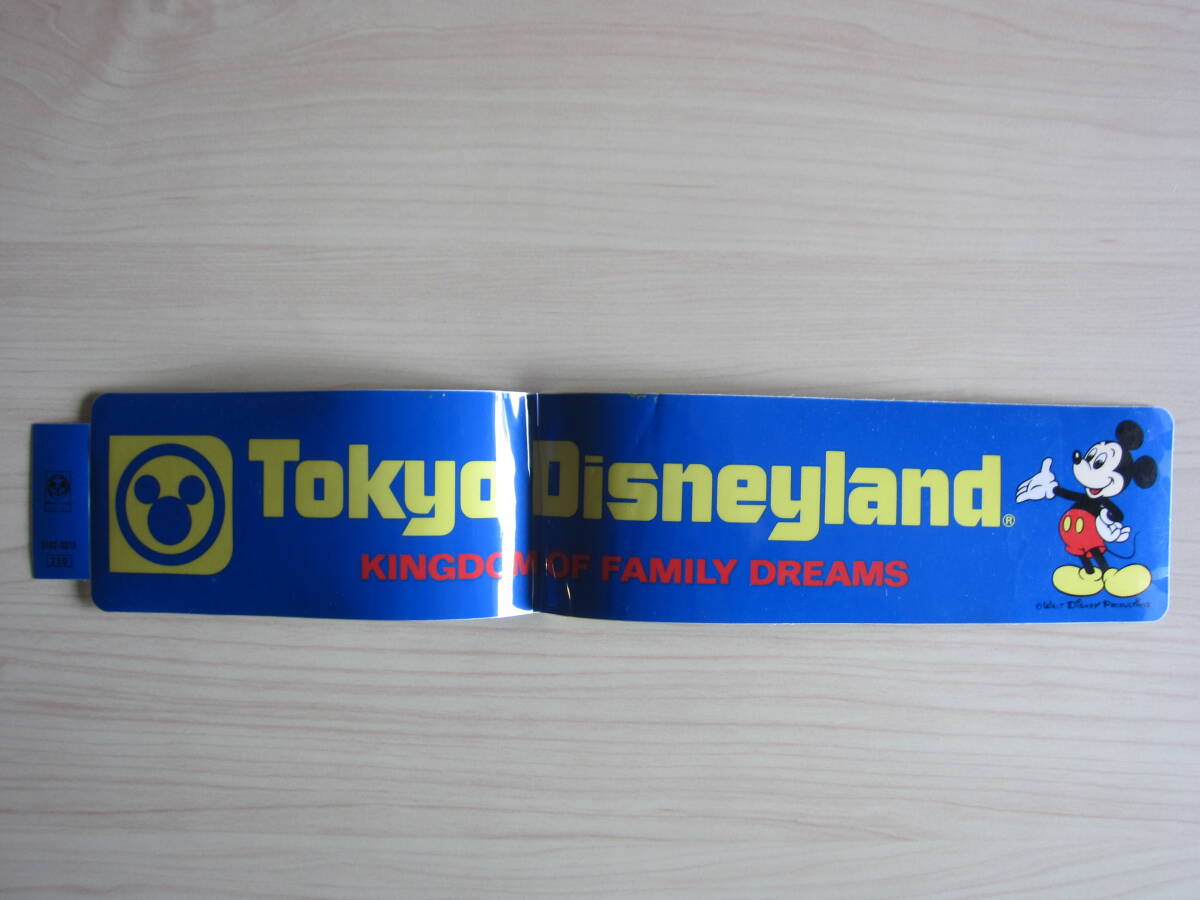 Tokyo Disneyland®
KINGDOM OF FAMILY DREAMS
© WALT DISNEY PRODUCTIONS